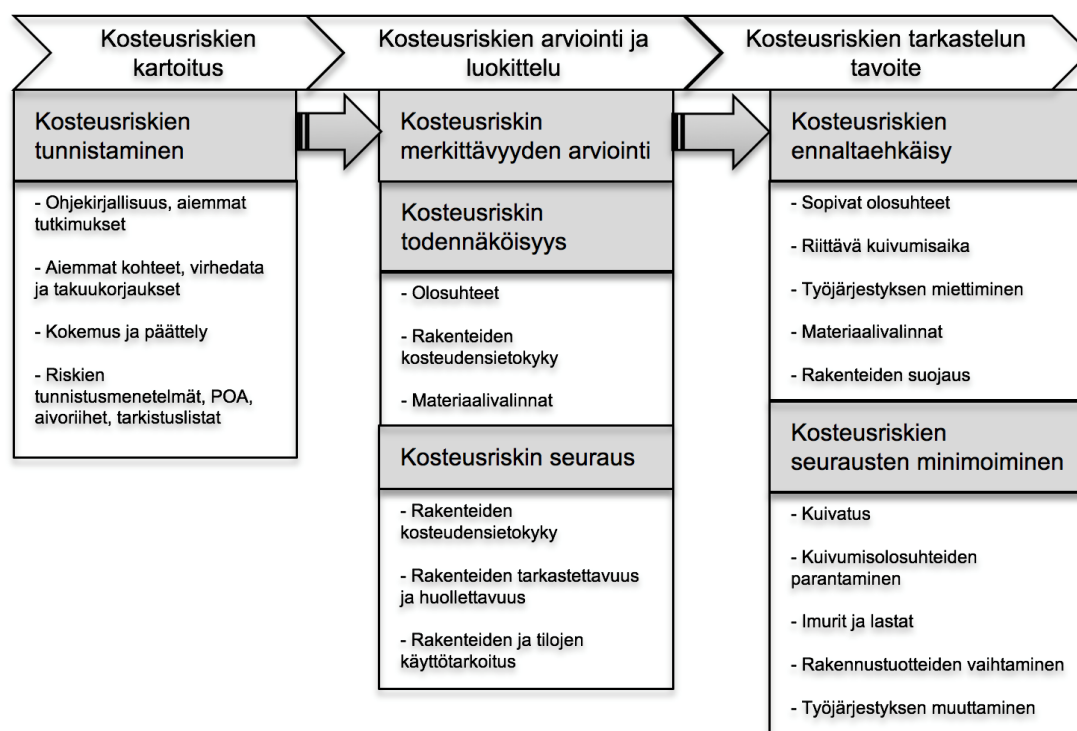 Kosteusriskien
kartoitus
Kosteusriskien arviointi ja
luokittelu
Kosteusriskien tarkastelun
tavoite
Kosteusriskien
tunnistaminen
- Ohjekirjallisuus, aiemmat
tutkimukset
- Aiemmat kohteet, virhedata
ja takuukorjaukset
- Kokemus ja päättely
- Riskien
tunnistusmenetelmät, POA,
aivoriihet, tarkistuslistat
Kosteusriskin
merkittävyyden arviointi
Kosteusriskin
todennäköisyys
- Olosuhteet
- Rakenteiden
kosteudensietokyky
- Materiaalivalinnat
Kosteusriskin seuraus
- Rakenteiden
kosteudensietokyky
- Rakenteiden tarkastettavuus
ja huollettavuus
- Rakenteiden ja tilojen
käyttötarkoitus
Kosteusriskien
ennaltaehkäisy
- Sopivat olosuhteet
- Riittävä kuivumisaika
- Työjärjestyksen miettiminen
- Materiaalivalinnat
- Rakenteiden suojaus
Kosteusriskien
seurausten minimoiminen
- Kuivatus
- Kuivumisolosuhteiden
parantaminen
- Imurit ja lastat
- Rakennustuotteiden vaihtaminen
- Työjärjestyksen muuttaminen